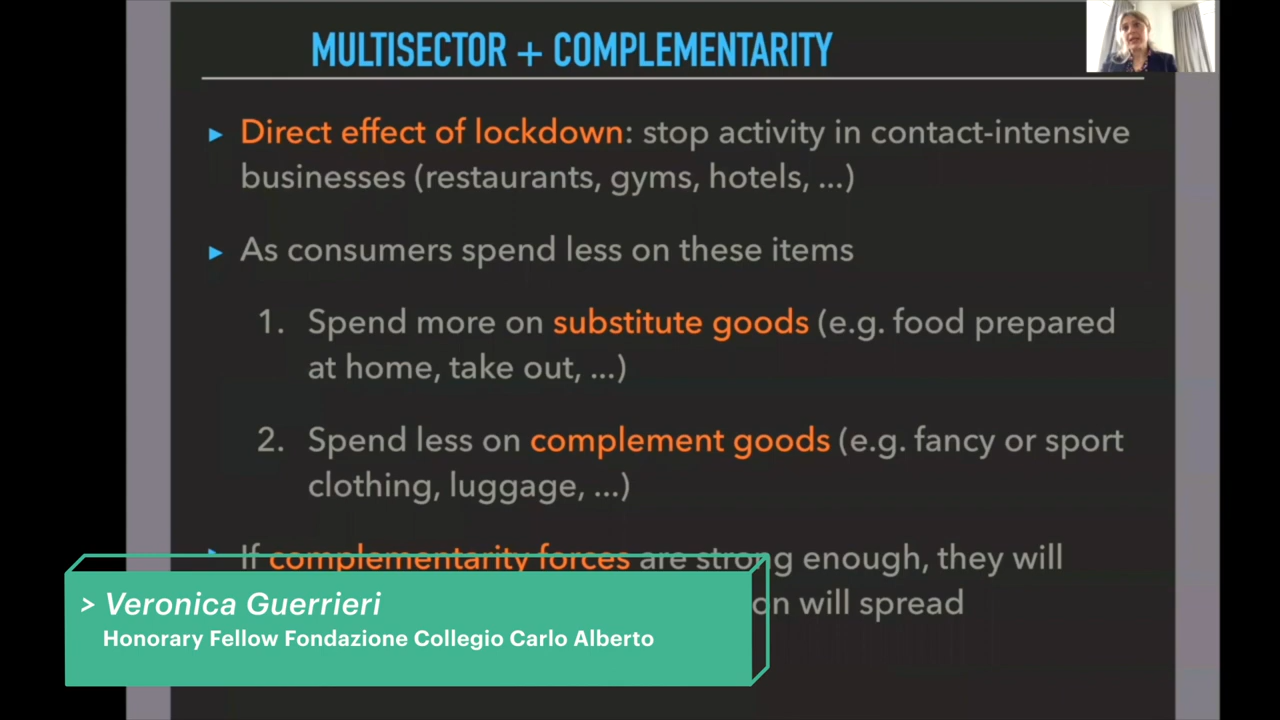 MULTISECTOR + COMPLEMENTARITY
▸ Direct effect of lockdown: stop activity in contact-intensive
businesses (restaurants, gyms, hotels, ...)
▸ As consumers spend less on these items
1. Spend more on substitute goods (e.g. food prepared
at home, take out, ...)
2. Spend less on complement goods (e.g. fancy or sport
clothing, luggage, ...)
▸ If complementarity forces are strong enough, they will
on will spread
> Veronica Guerrieri
Honorary Fellow Fondazione Collegio Carlo Alberto